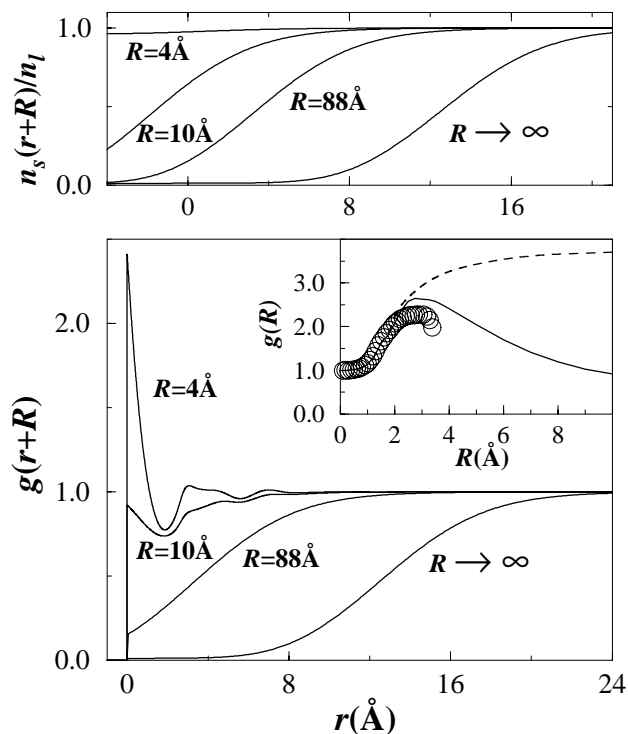 n_s(r+R)/n_l
1.0
0.0
R=4Å
R=10Å
R=88Å
R → ∞
0 8 16
g(r+R)
2.0
1.0
0.0
R=4Å
R=10Å
R=88Å
R → ∞
g(R)
3.0
2.0
1.0
0.0
0 2 4 6 8
R(Å)
0 8 16 24
r(Å)